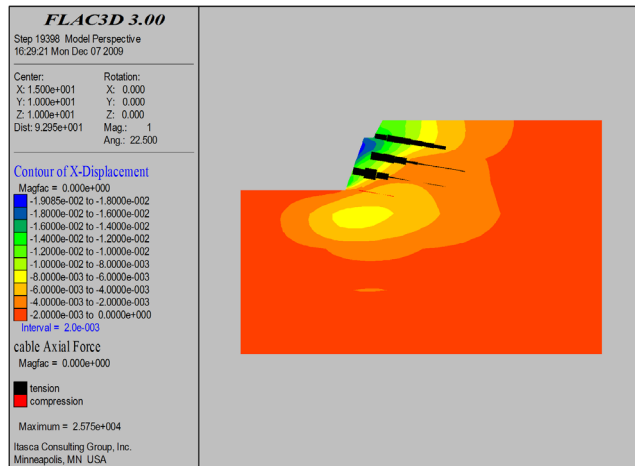 FLAC3D 3.00
Step 19398 Model Perspective
16:29:21 Mon Dec 07 2009
Center: Rotation:
X: 1.500e+001 X: 0.000
Y: 1.000e+001 Y: 0.000
Z: 1.000e+001 Z: 0.000
Dist: 9.295e+001 Mag.: 1
Ang.: 22.500
Contour of X-Displacement
Magfac = 0.000e+000
-1.9085e-002 to -1.8000e-002
-1.8000e-002 to -1.6000e-002
-1.6000e-002 to -1.4000e-002
-1.4000e-002 to -1.2000e-002
-1.2000e-002 to -1.0000e-002
-1.0000e-002 to -8.0000e-003
-8.0000e-003 to -6.0000e-003
-6.0000e-003 to -4.0000e-003
-4.0000e-003 to -2.0000e-003
-2.0000e-003 to 0.0000e+000
Interval = 2.0e-003
cable Axial Force
Magfac = 0.000e+000
tension
compression
Maximum = 2.575e+004
Itasca Consulting Group, Inc.
Minneapolis, MN USA